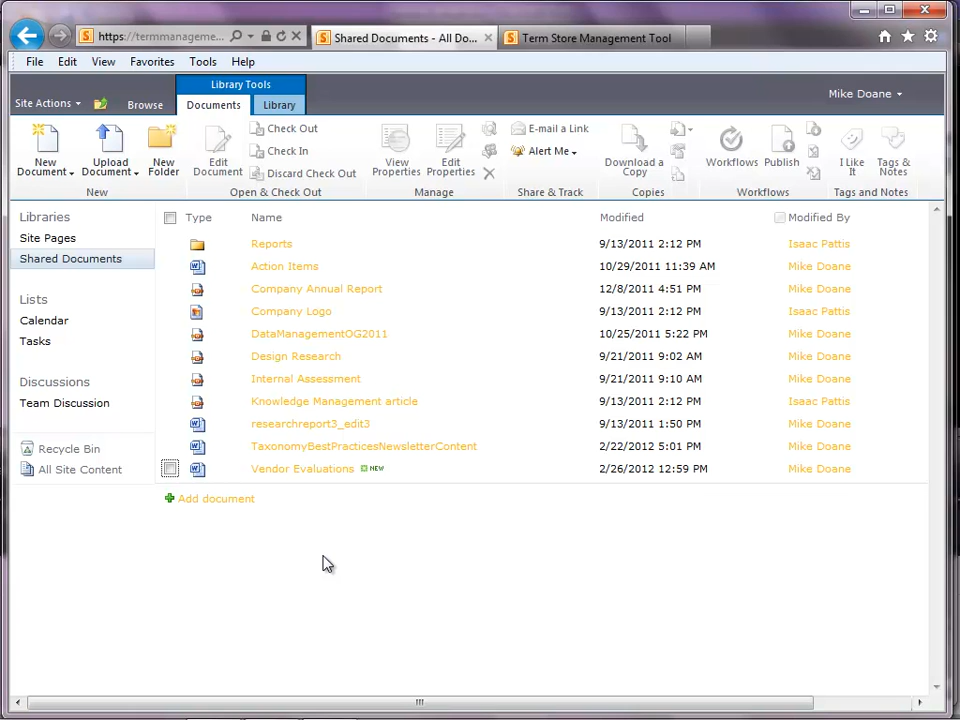 https://termmanageme...
Shared Documents - All Do...
Term Store Management Tool
File Edit View Favorites Tools Help
Library Tools
Site Actions Browse Documents Library
Mike Doane
New Document
Upload Document
New Folder
Edit Document
Check Out
Check In
Discard Check Out
View Properties
Edit Properties
E-mail a Link
Alert Me
Download a Copy
Workflows
Publish
I Like It
Tags & Notes
New Open & Check Out Manage Share & Track Copies Workflows Tags and Notes
Libraries
Site Pages
Shared Documents
Lists
Calendar
Tasks
Discussions
Team Discussion
Recycle Bin
All Site Content
Type Name Modified Modified By
Reports 9/13/2011 2:12 PM Isaac Pattis
Action Items 10/29/2011 11:39 AM Mike Doane
Company Annual Report 12/8/2011 4:51 PM Mike Doane
Company Logo 9/13/2011 2:12 PM Isaac Pattis
DataManagementOG2011 10/25/2011 5:22 PM Mike Doane
Design Research 9/21/2011 9:02 AM Mike Doane
Internal Assessment 9/21/2011 9:10 AM Mike Doane
Knowledge Management article 9/13/2011 2:12 PM Isaac Pattis
researchreport3_edit3 9/13/2011 1:50 PM Mike Doane
TaxonomyBestPracticesNewsletterContent 2/22/2012 5:01 PM Mike Doane
Vendor Evaluations NEW 2/26/2012 12:59 PM Mike Doane
Add document